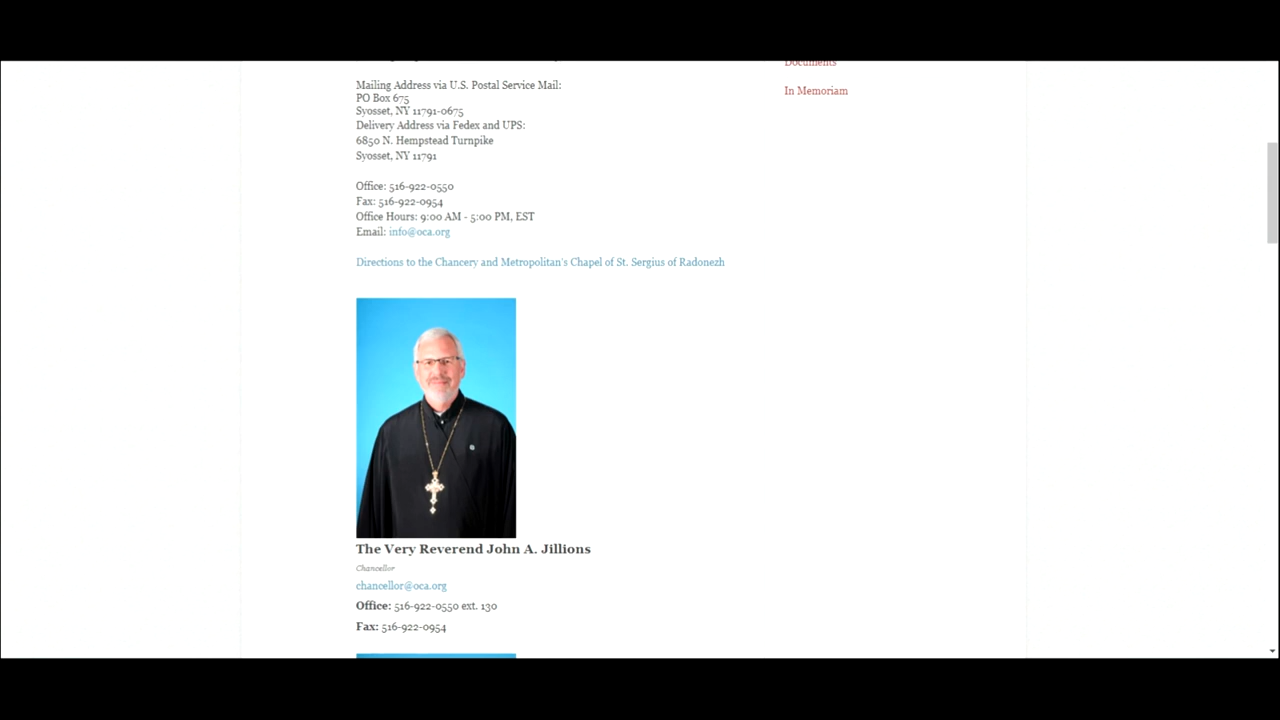 Documents
In Memoriam
Mailing Address via U.S. Postal Service Mail:
PO Box 675
Syosset, NY 11791-0675
Delivery Address via Fedex and UPS:
6850 N. Hempstead Turnpike
Syosset, NY 11791
Office: 516-922-0550
Fax: 516-922-0954
Office Hours: 9:00 AM - 5:00 PM, EST
Email: info@oca.org
Directions to the Chancery and Metropolitan's Chapel of St. Sergius of Radonezh
The Very Reverend John A. Jillions
Chancellor
chancellor@oca.org
Office: 516-922-0550 ext. 130
Fax: 516-922-0954